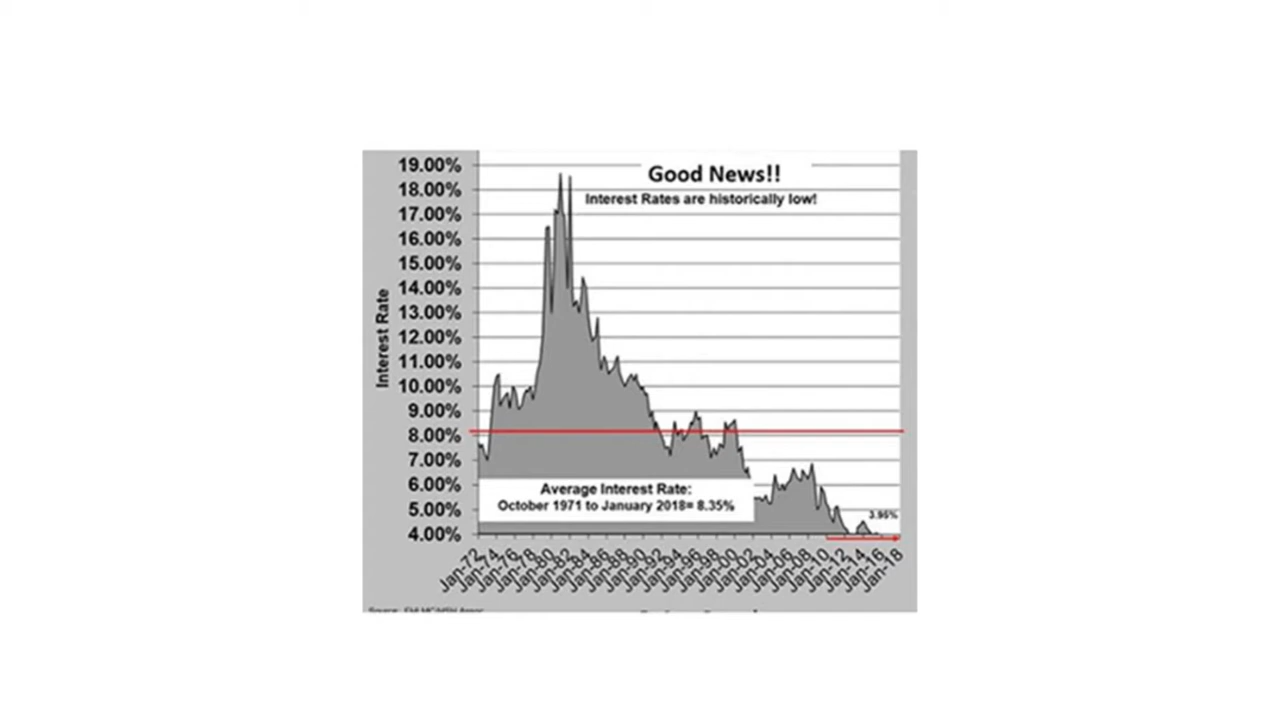 Good News!!
Interest Rates are historically low!
19.00%
18.00%
17.00%
16.00%
15.00%
14.00%
13.00%
12.00%
11.00%
10.00%
9.00%
8.00%
7.00%
6.00%
5.00%
4.00%
Interest Rate
Average Interest Rate:
October 1971 to January 2018= 8.35%
3.95%
Jan-72
Jan-74
Jan-76
Jan-78
Jan-80
Jan-82
Jan-84
Jan-86
Jan-88
Jan-90
Jan-92
Jan-94
Jan-96
Jan-98
Jan-00
Jan-02
Jan-04
Jan-06
Jan-08
Jan-10
Jan-12
Jan-14
Jan-16
Jan-18